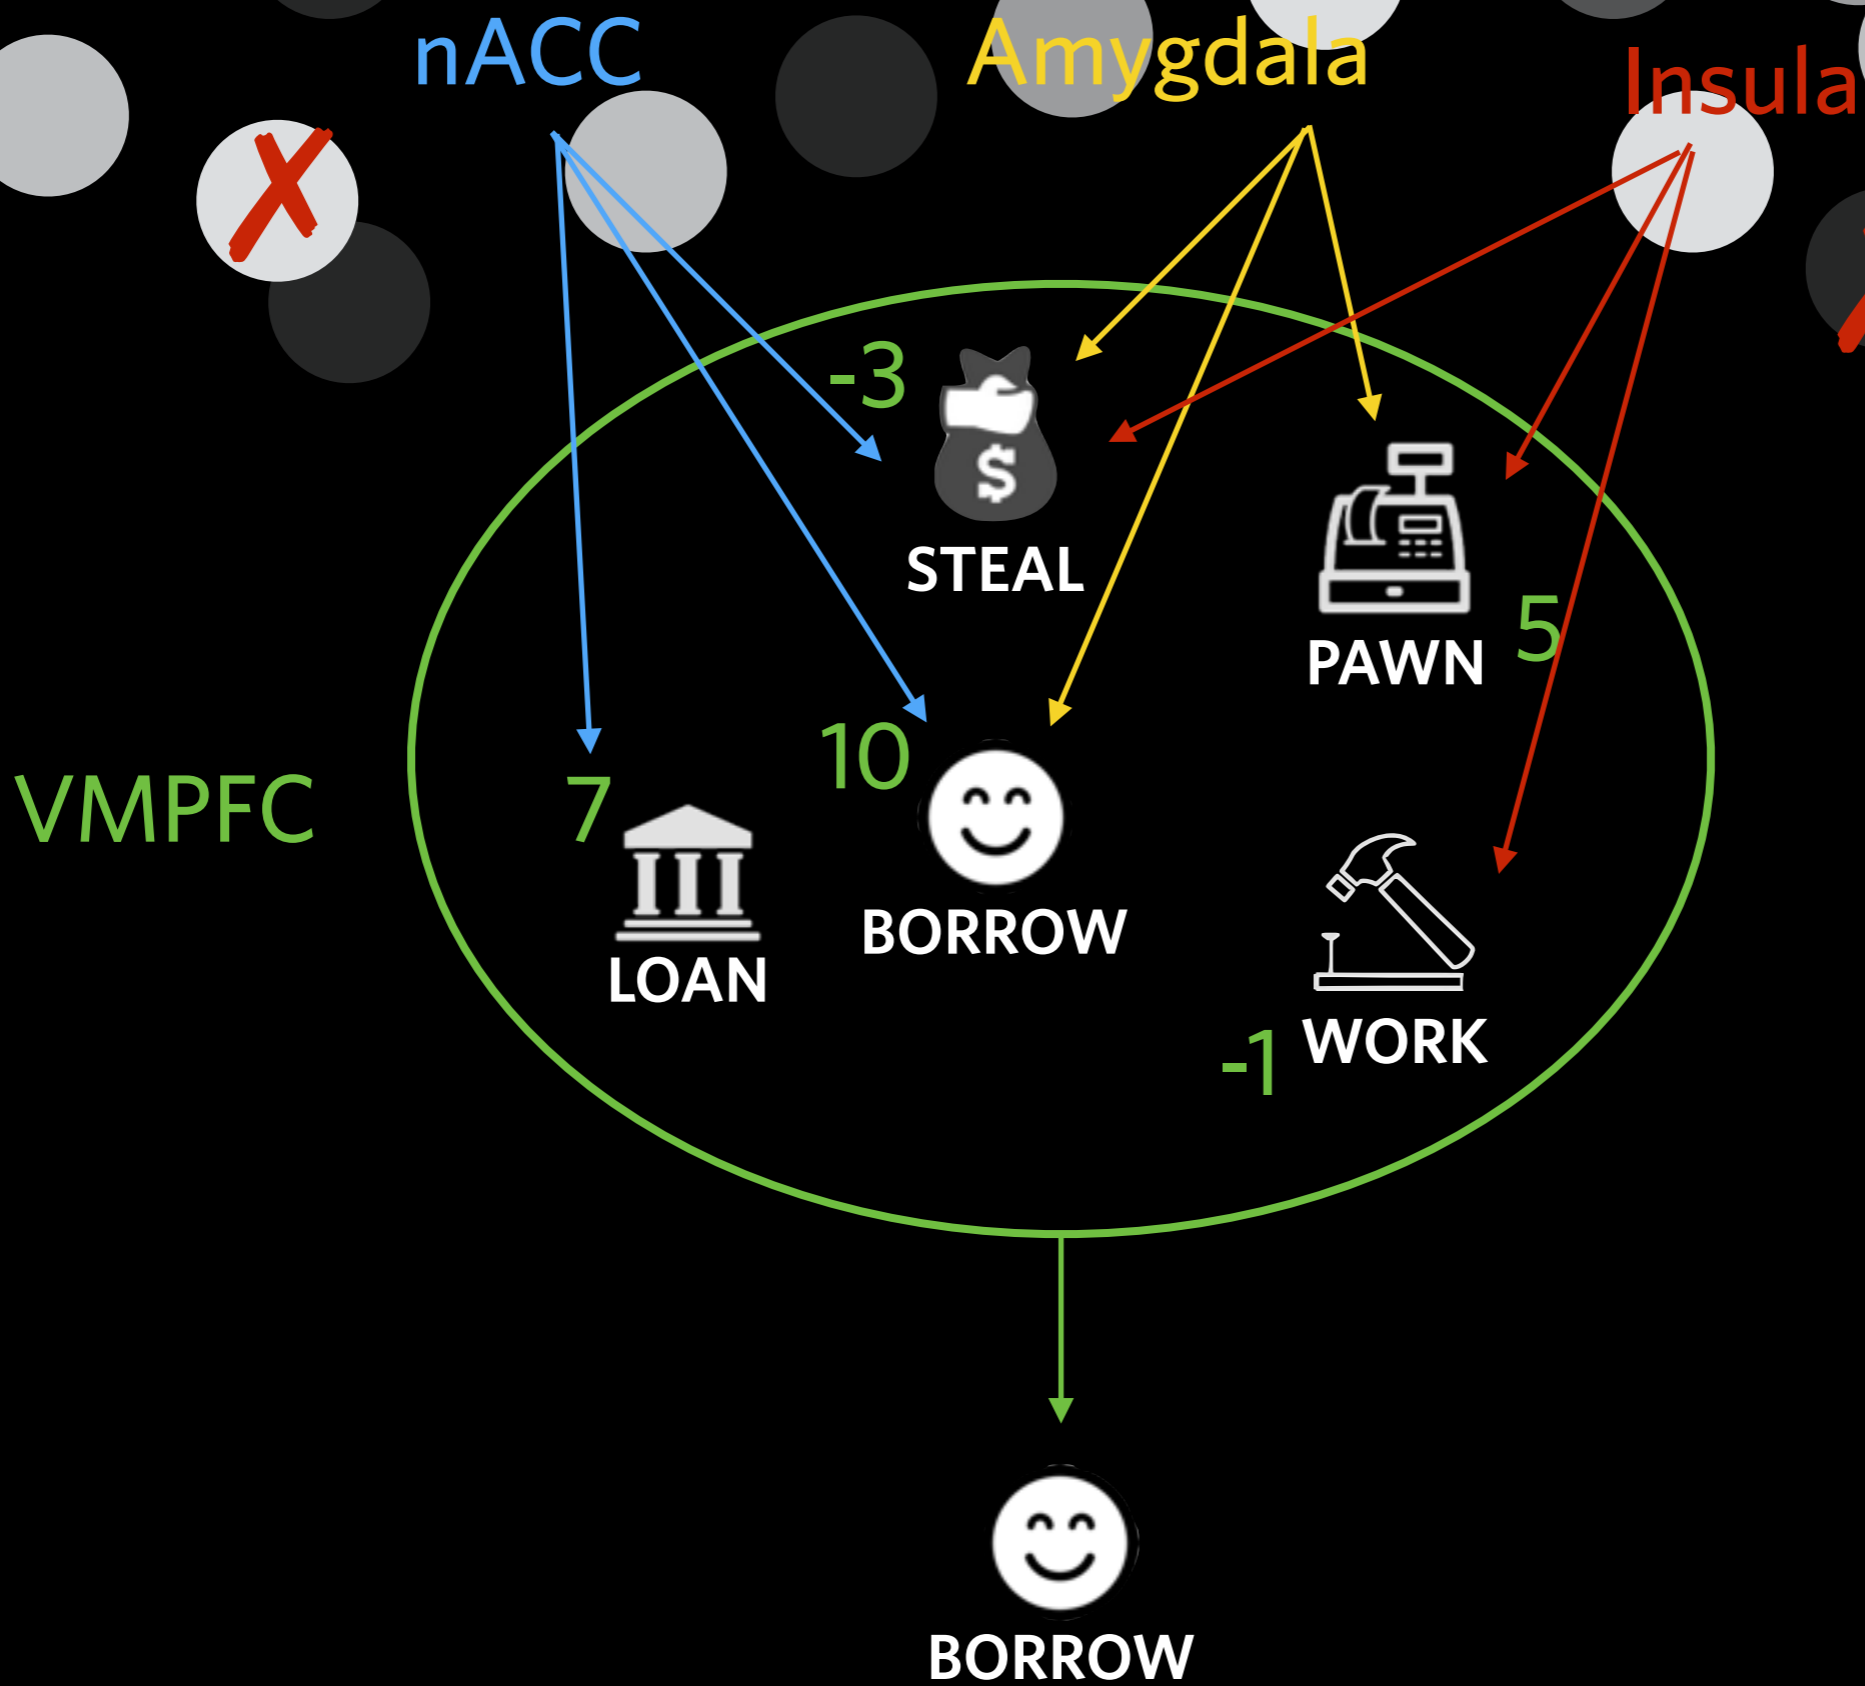 nACC
Amygdala
Insula
-3
$
STEAL
PAWN
5
10
VMPFC
7
BORROW
LOAN
-1
WORK
BORROW